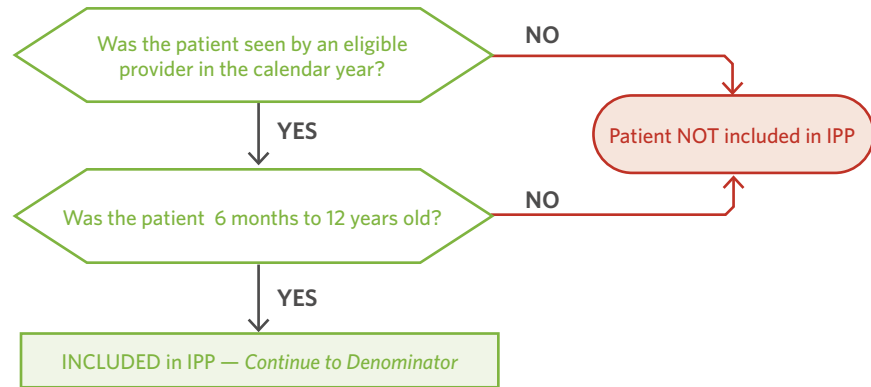 Was the patient seen by an eligible
provider in the calendar year?
NO
Patient NOT included in IPP
YES
Was the patient 6 months to 12 years old?
NO
YES
INCLUDED in IPP — Continue to Denominator